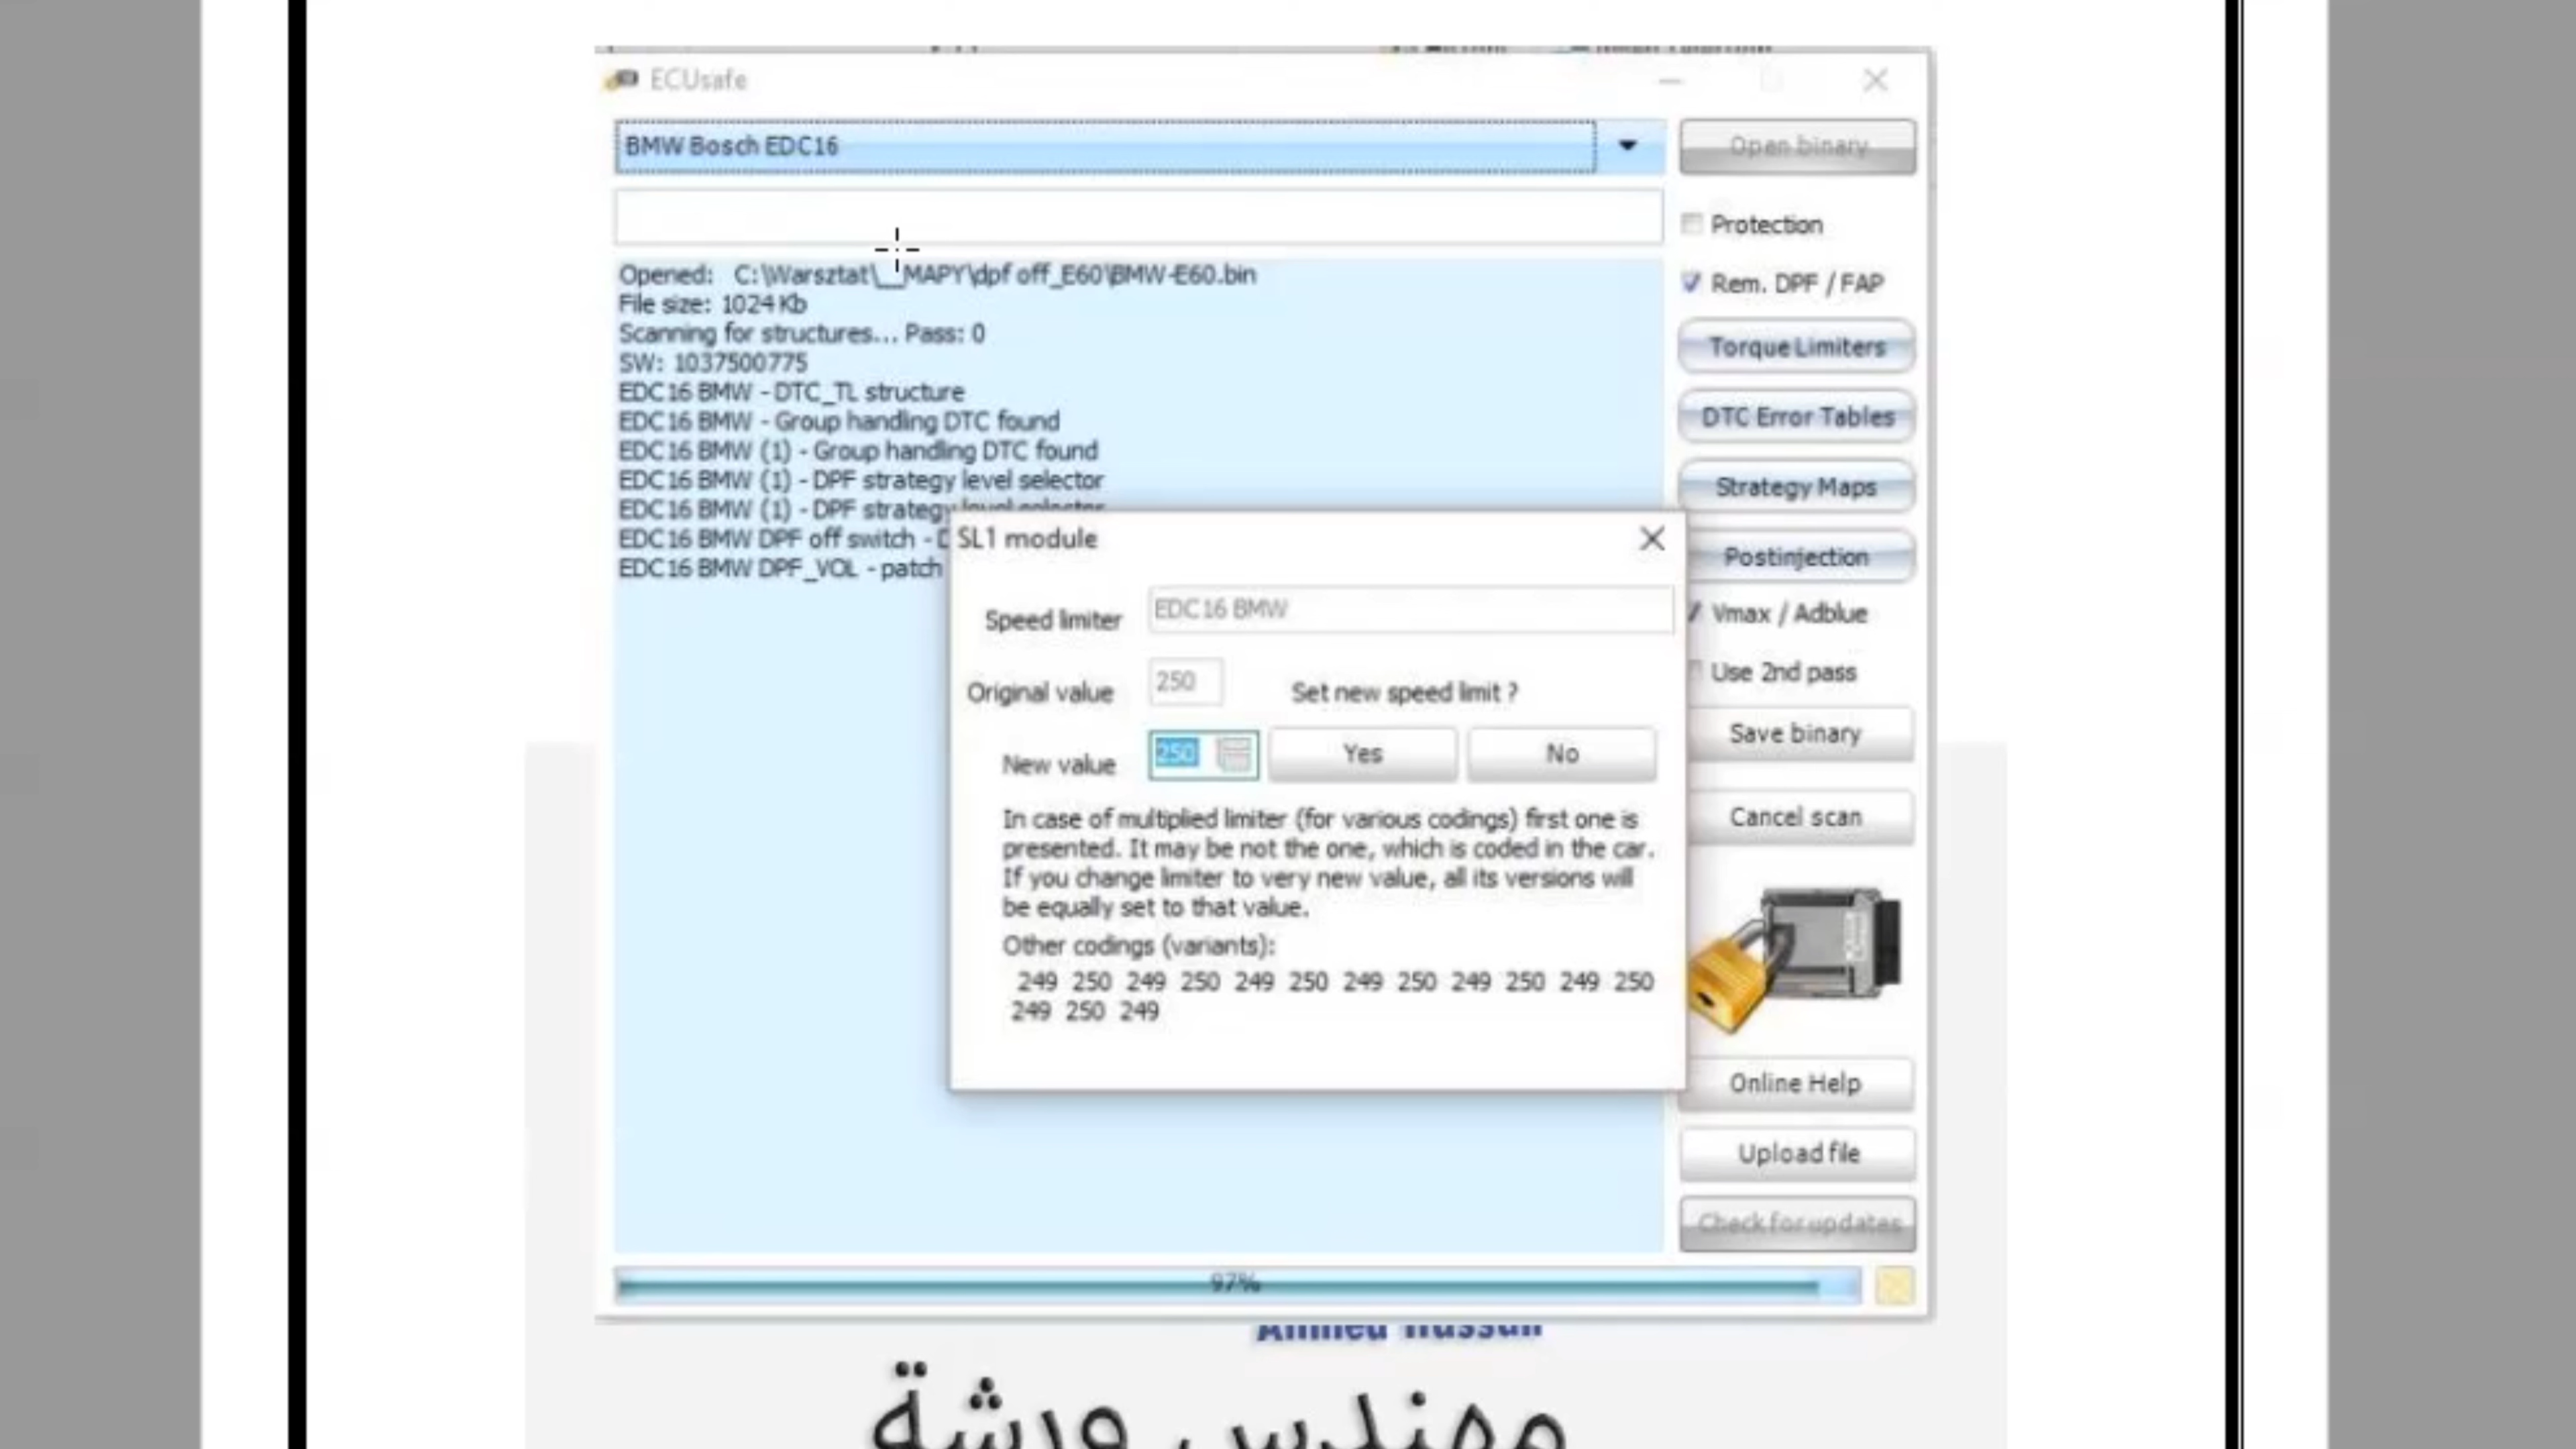 ECUsafe
BMW Bosch EDC16
Open binary
Protection
Opened: C:\Warsztat\__MAPY\dpf off_E60\BMW-E60.bin
Rem. DPF / FAP
File size: 1024 Kb
Scanning for structures... Pass: 0
Torque Limiters
SW: 1037500775
EDC16 BMW - DTC_TL structure
DTC Error Tables
EDC16 BMW - Group handling DTC found
EDC16 BMW (1) - Group handling DTC found
EDC16 BMW (1) - DPF strategy level selector
Strategy Maps
EDC16 BMW (1) - DPF strategy level selector
EDC16 BMW DPF off switch - D
EDC16 BMW DPF_VOL - patch
Postinjection
Vmax / Adblue
Use 2nd pass
Save binary
Cancel scan
SL1 module
Speed limiter EDC16 BMW
Original value 250 Set new speed limit ?
New value 250 Yes No
In case of multiplied limiter (for various codings) first one is
presented. It may be not the one, which is coded in the car.
If you change limiter to very new value, all its versions will
be equally set to that value.
Other codings (variants):
249 250 249 250 249 250 249 250 249 250 249 250
249 250 249
Online Help
Upload file
Check for updates
97%
Ahmed Hassan
مهندس ورشة